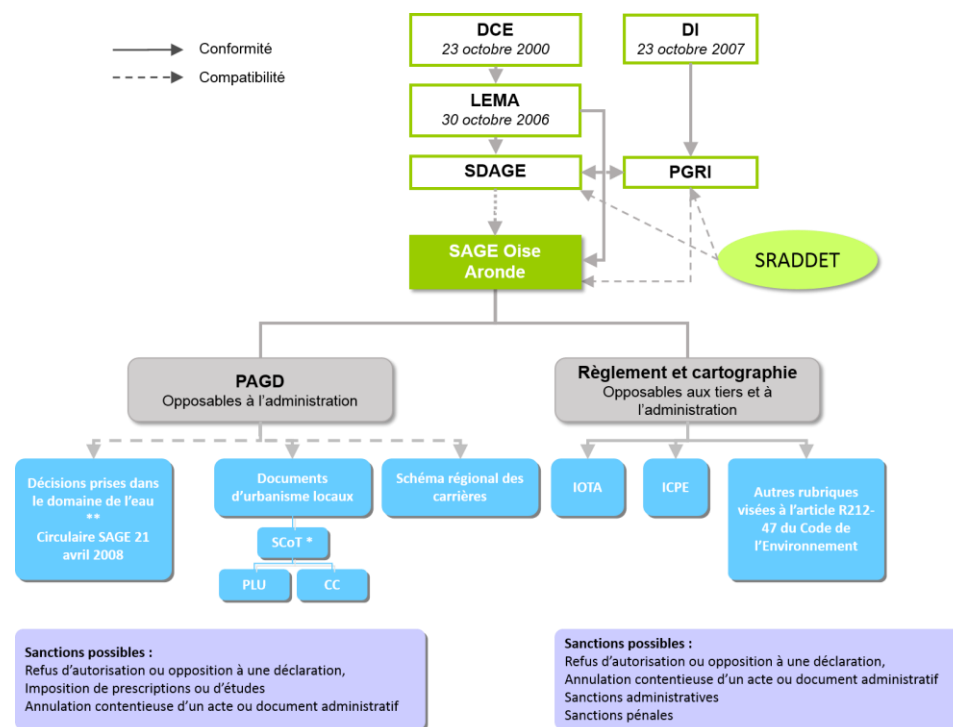 Conformité
Compatibilité
DCE
23 octobre 2000
DI
23 octobre 2007
LEMA
30 octobre 2006
SDAGE
PGRI
SAGE Oise
Aronde
SRADDET
PAGD
Opposables à l'administration
Règlement et cartographie
Opposables aux tiers et à
l'administration
Décisions prises dans
le domaine de l'eau
**
Circulaire SAGE 21
avril 2008
Documents
d'urbanisme locaux
SCoT *
PLU
CC
Schéma régional des
carrières
IOTA
ICPE
Autres rubriques
visées à l'article R212-
47 du Code de
l'Environnement
Sanctions possibles :
Refus d'autorisation ou opposition à une déclaration,
Imposition de prescriptions ou d'études
Annulation contentieuse d'un acte ou document administratif
Sanctions possibles :
Refus d'autorisation ou opposition à une déclaration,
Annulation contentieuse d'un acte ou document administratif
Sanctions administratives
Sanctions pénales